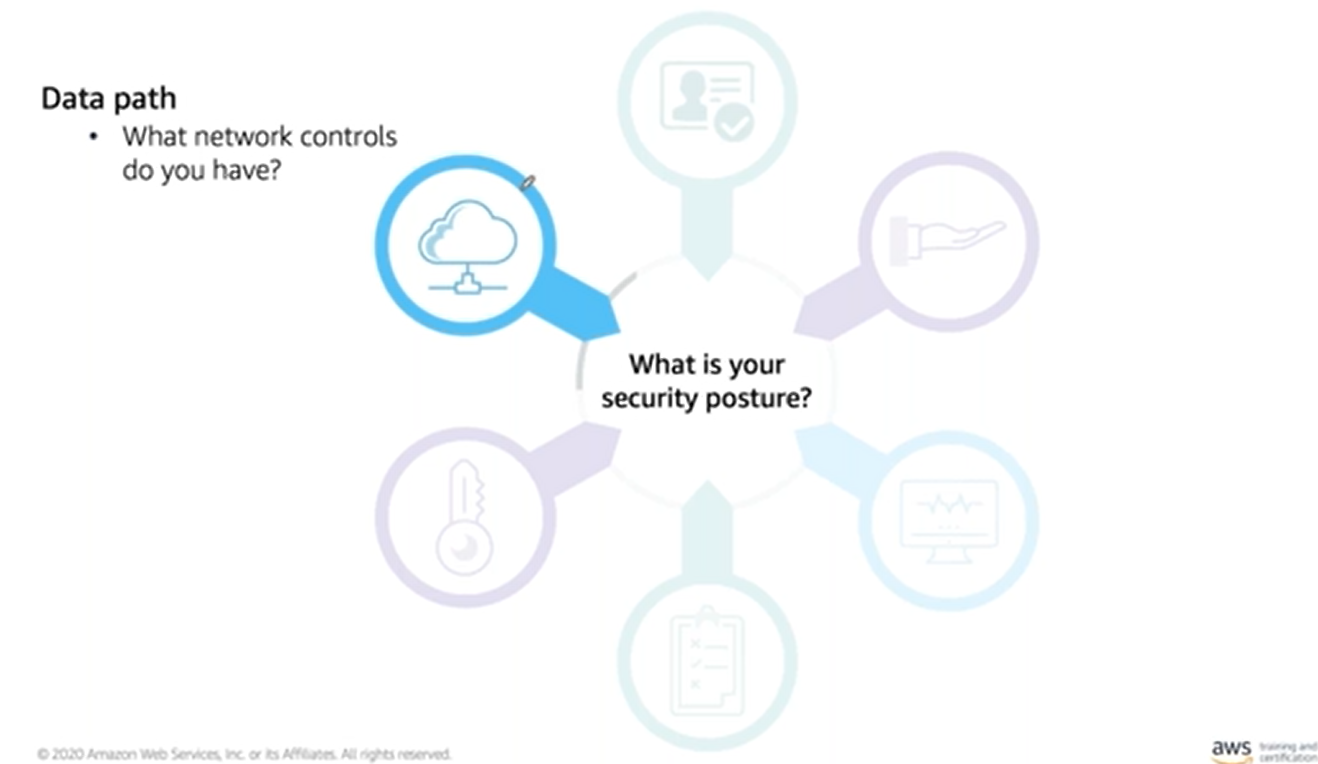 Data path
• What network controls
do you have?
What is your
security posture?
© 2020 Amazon Web Services, Inc. or its Affiliates. All rights reserved.
aws training and
certification